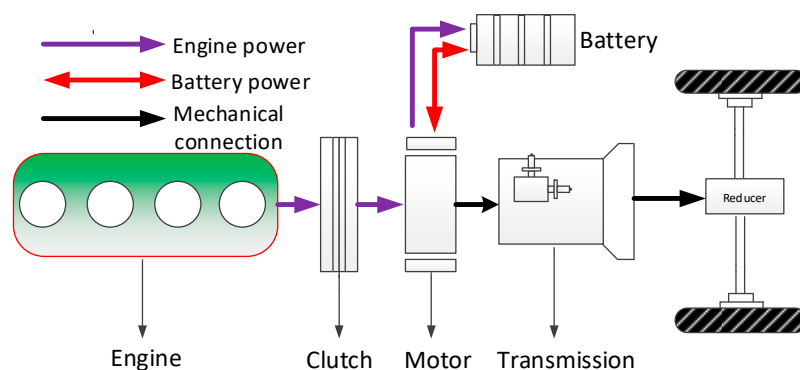 Engine power
Battery power
Mechanical
connection
Battery
Reducer
Engine
Clutch
Motor
Transmission